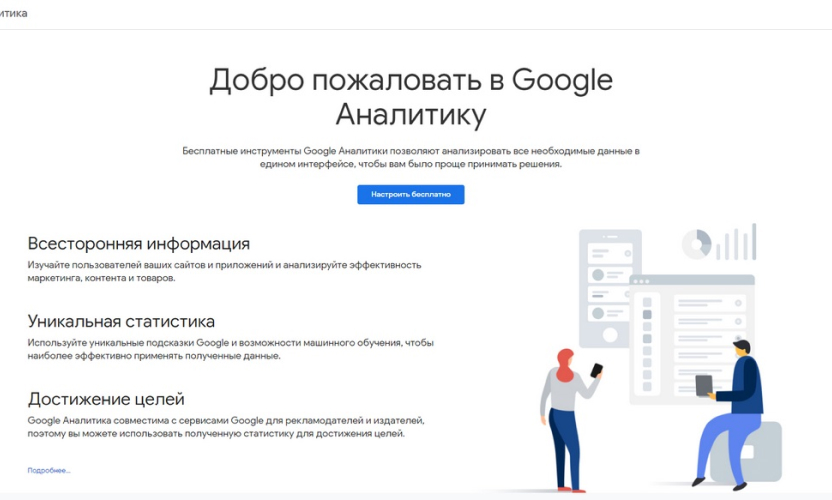 итика
Добро пожаловать в Google
Аналитику
Бесплатные инструменты Google Аналитики позволяют анализировать все необходимые данные в
едином интерфейсе, чтобы вам было проще принимать решения.
Настроить бесплатно
Всесторонняя информация
Изучайте пользователей ваших сайтов и приложений и анализируйте эффективность
маркетинга, контента и товаров.
Уникальная статистика
Используйте уникальные подсказки Google и возможности машинного обучения, чтобы
наиболее эффективно применять полученные данные.
Достижение целей
Google Аналитика совместима с сервисами Google для рекламодателей и издателей,
поэтому вы можете использовать полученную статистику для достижения целей.
Подробнее...